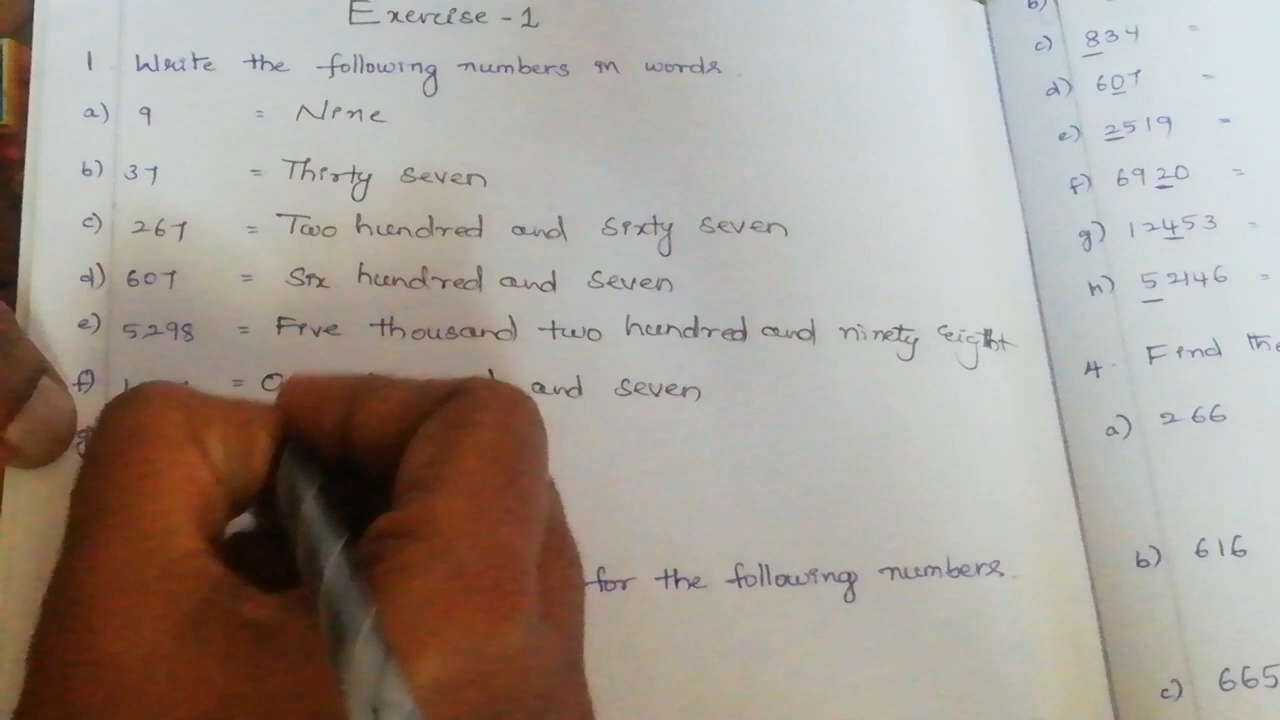 Exercise - 1
1 Write the following numbers in words.
a) 9 = Nine
b) 37 = Thirty seven
c) 267 = Two hundred and sixty seven
d) 607 = Six hundred and seven
e) 5298 = Five thousand two hundred and ninety eight
f) = and seven
for the following numbers.
b)
c) 834 =
d) 607 =
e) 2519 =
f) 6920 =
g) 12453 =
h) 52146 =
4. Find the
a) 266
b) 616
c) 665